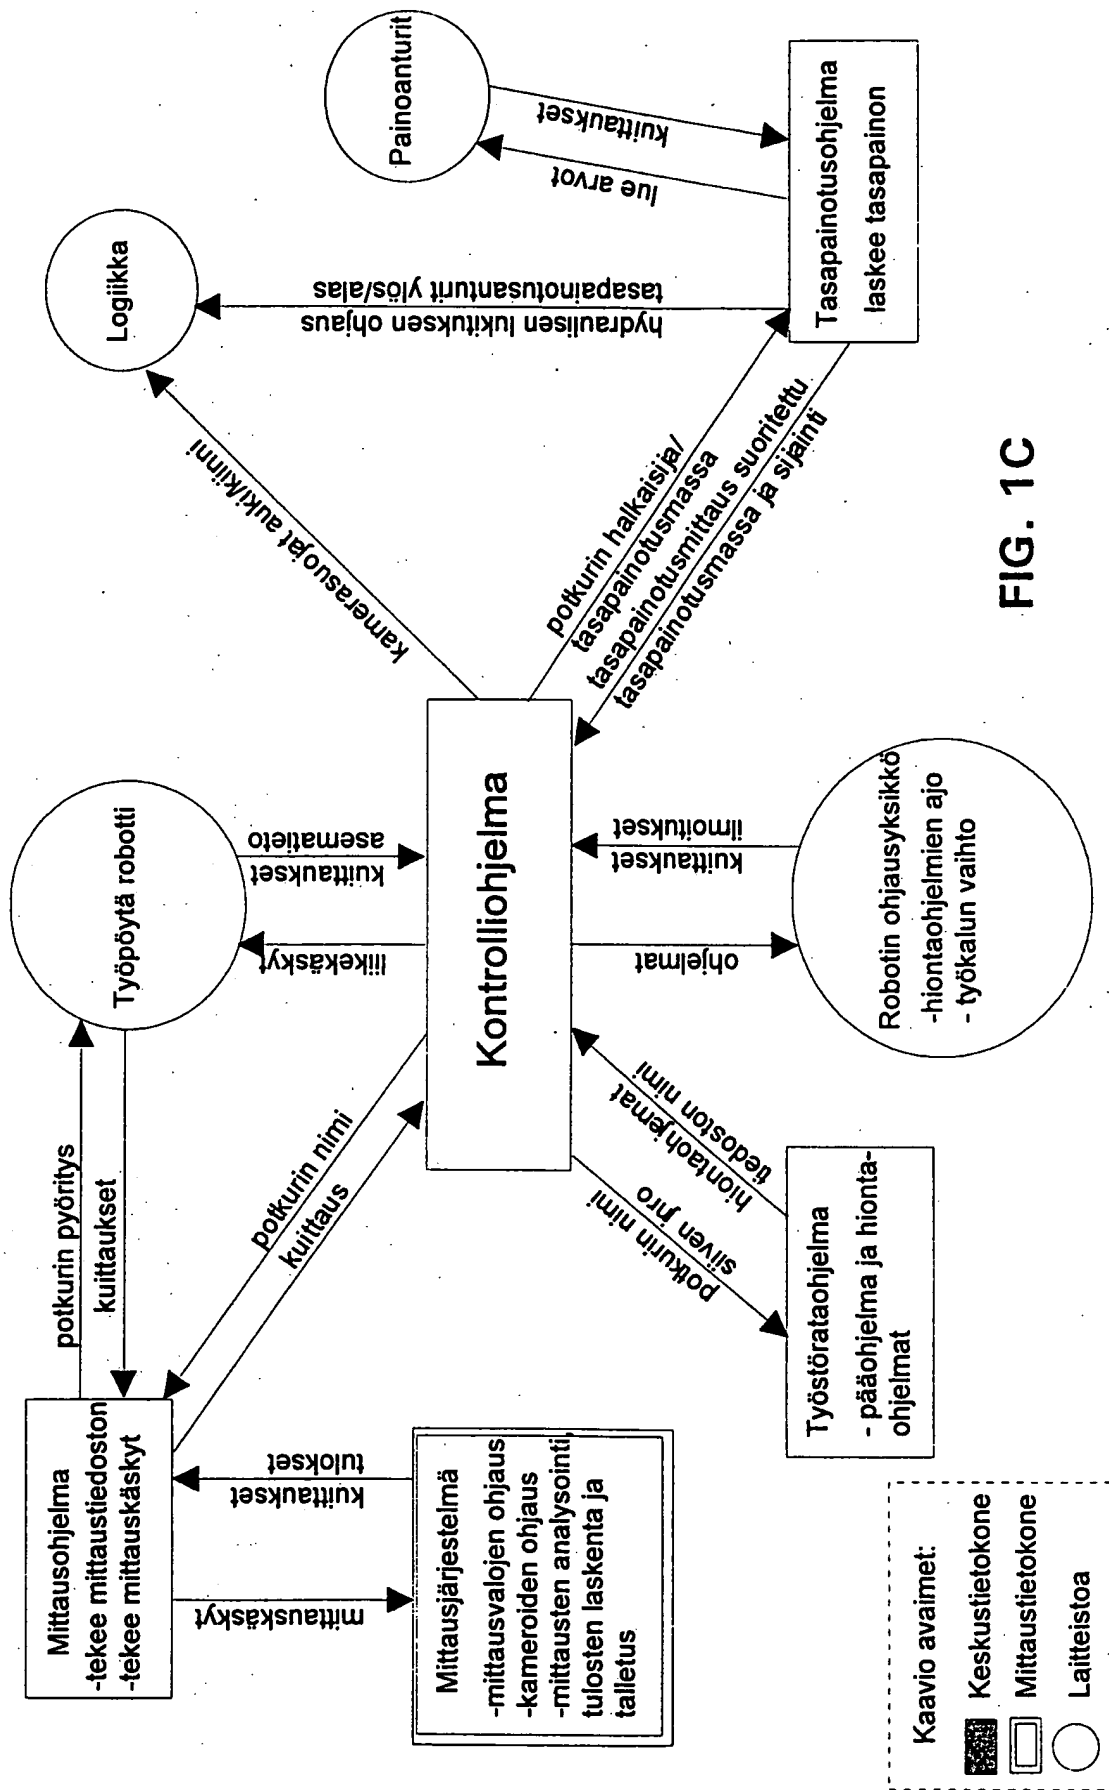 Mittausohjelma
-tekee mittaustiedoston
-tekee mittauskäskyt
potkurin pyöritys
kuittaukset
Työpöytä robotti
Logiikka
Painoanturit
mittauskäskyt
kuittaukset
tulokset
potkurin nimi
kuittaus
liikekäskyt
kuittaukset
asematieto
kamerasuojat auki/kiinni
hydraulisen lukituksen ohjaus
tasapainotusanturit ylös/alas
lue arvot
kuittaukset
Mittausjärjestelmä
-mittausvalojen ohjaus
-kameroiden ohjaus
-mittausten analysointi,
tulosten laskenta ja
talletus
Kontrolliohjelma
potkurin halkaisija/
tasapainotusmassa
tasapainotusmittaus suoritettu
tasapainotusmassa ja sijainti
potkurin nimi
siiven jnro
hiontaohjemat
tiedoston nimi
ohjelmat
kuittaukset
ilmoitukset
Työstörataohjelma
- pääohjelma ja hionta-
ohjelmat
Robotin ohjausyksikkö
-hiontaohjelmien ajo
- työkalun vaihto
Tasapainotusohjelma
laskee tasapainon
Kaavio avaimet:
Keskustietokone
Mittaustietokone
Laitteistoa
FIG. 1C